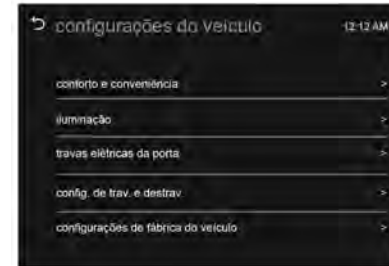 configurações do veículo
12:12 AM
conforto e conveniência >
iluminação >
travas elétricas da porta >
config. de trav. e destrav. >
configurações de fábrica do veículo >